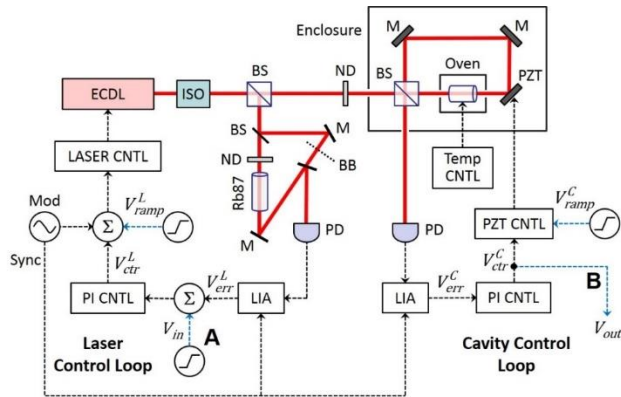 Enclosure
M
M
BS
ND
BS
Oven
PZT
ECDL
ISO
BS
M
ND
BB
LASER CNTL
Rb87
Temp
CNTL
Mod
V^L_ramp
M
PD
PD
V^C_ramp
Σ
PZT CNTL
Sync
V^L_ctr
V^L_err
V^C_err
V^C_ctr
B
PI CNTL
Σ
LIA
LIA
PI CNTL
V_in
A
V_out
Laser
Control Loop
Cavity Control
Loop